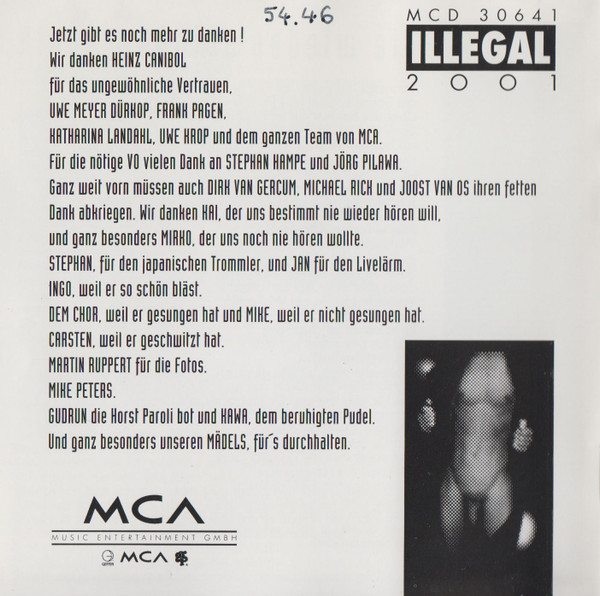 54.46
MCD 30641
ILLEGAL
2001
Jetzt gibt es noch mehr zu danken !
Wir danken HEINZ CANIBOL
für das ungewöhnliche Vertrauen,
UWE MEYER DÜRKOP, FRANK PAGEN,
KATHARINA LANDAHL, UWE KROP und dem ganzen Team von MCA.
Für die nötige VO vielen Dank an STEPHAN HAMPE und JÖRG PILAWA.
Ganz weit vorn müssen auch DIRK VAN GERCUM, MICHAEL RICK und JOOST VAN OS ihren fetten
Dank abkriegen. Wir danken KAI, der uns bestimmt nie wieder hören will,
und ganz besonders MIRKO, der uns noch nie hören wollte.
STEPHAN, für den japanischen Trommler, und JAN für den Livelärm.
INGO, weil er so schön bläst.
DEM CHOR, weil er gesungen hat und MIKE, weil er nicht gesungen hat.
CARSTEN, weil er geschwitzt hat.
MARTIN RUPPERT für die Fotos.
MIKE PETERS.
GUDRUN die Horst Paroli bot und HAWA, dem beruhigten Pudel.
Und ganz besonders unseren MÄDELS, für´s durchhalten.
MCA
MUSIC ENTERTAINMENT GMBH
GEFFEN MCA GRP